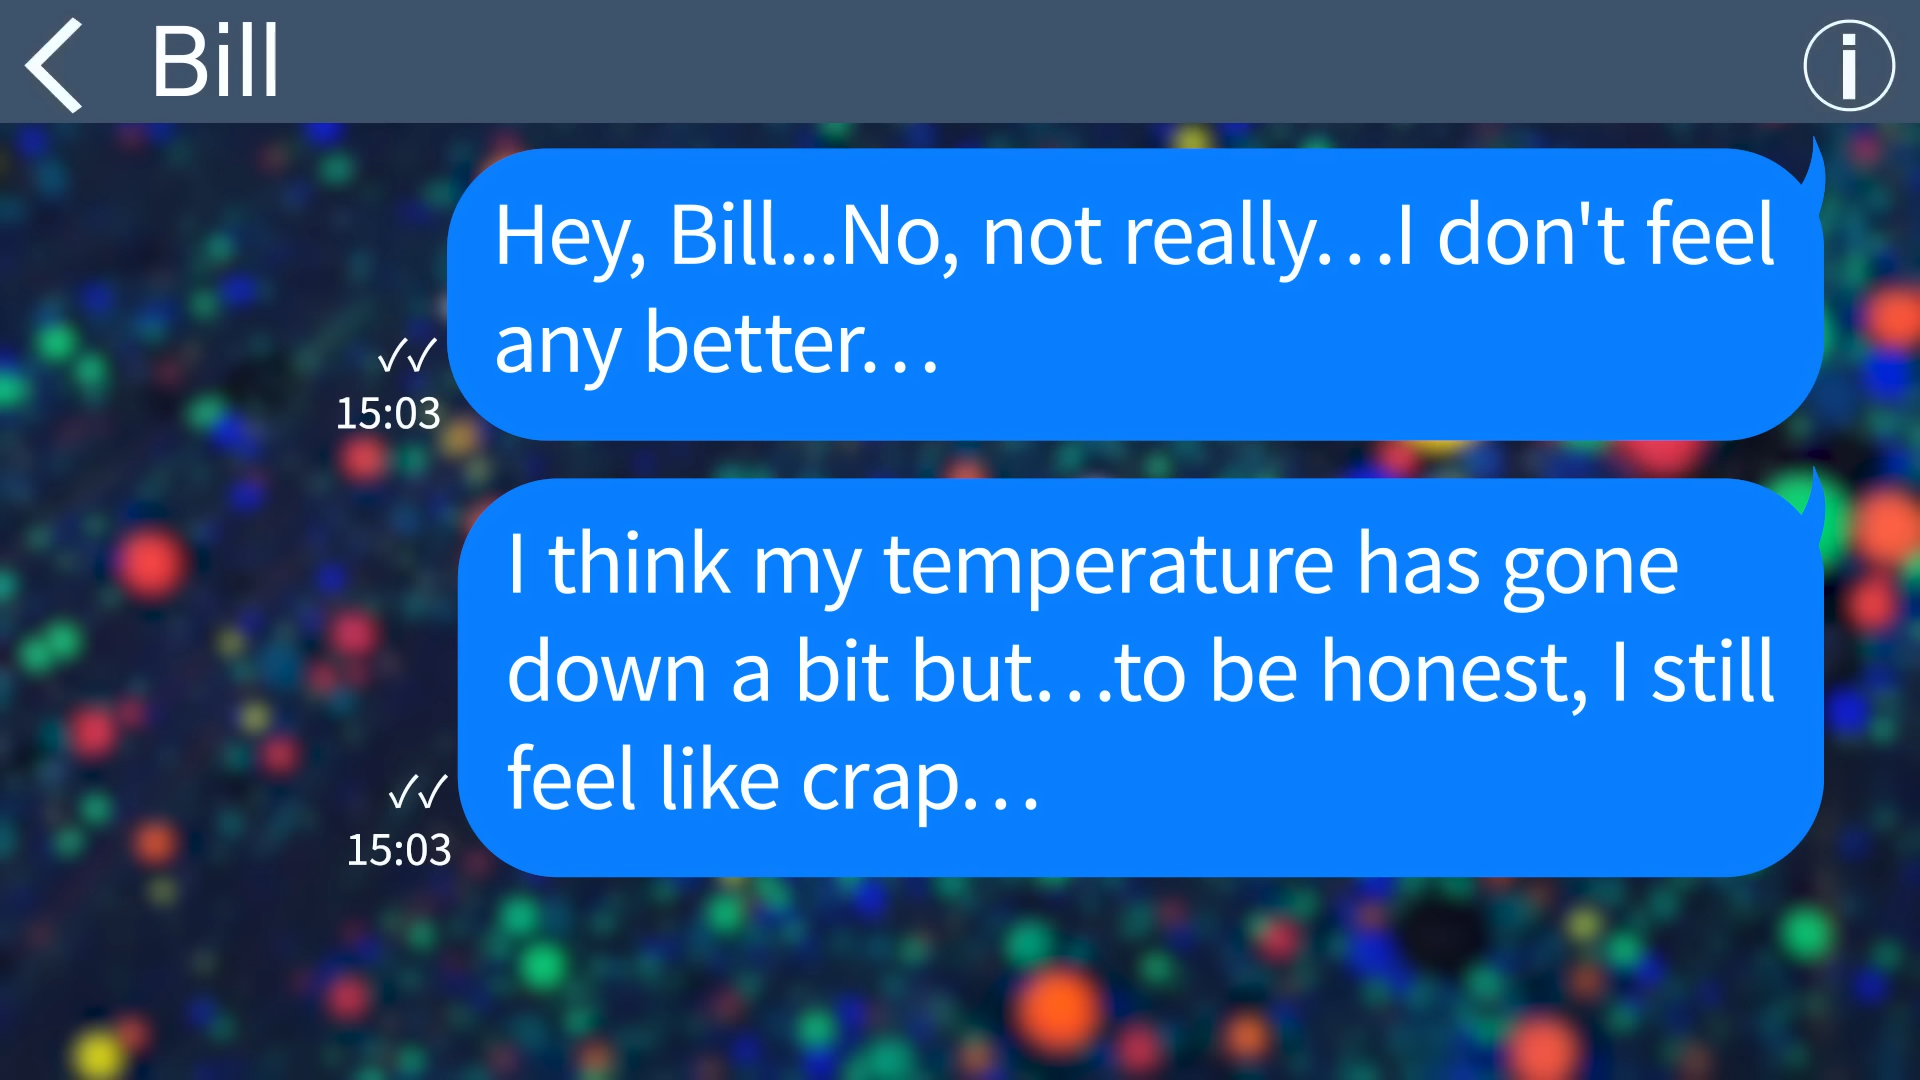 Bill
Hey, Bill...No, not really…I don't feel
any better…
✓✓
15:03
I think my temperature has gone
down a bit but…to be honest, I still
feel like crap…
✓✓
15:03